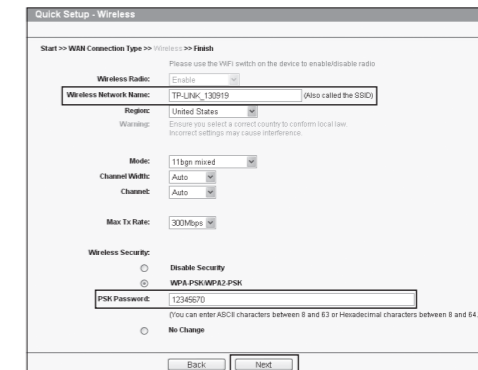 Quick Setup - Wireless
Start >> WAN Connection Type >> Wireless >> Finish
Please use the WiFi switch on the device to enable/disable radio
Wireless Radio: Enable
Wireless Network Name: TP-LINK_130919 (Also called the SSID)
Region: United States
Warning: Ensure you select a correct country to conform local law.
Incorrect settings may cause interference.
Mode: 11bgn mixed
Channel Width: Auto
Channel: Auto
Max Tx Rate: 300Mbps
Wireless Security:
Disable Security
WPA-PSK/WPA2-PSK
PSK Password: 12345670
(You can enter ASCII characters between 8 and 63 or Hexadecimal characters between 8 and 64.
No Change
Back Next